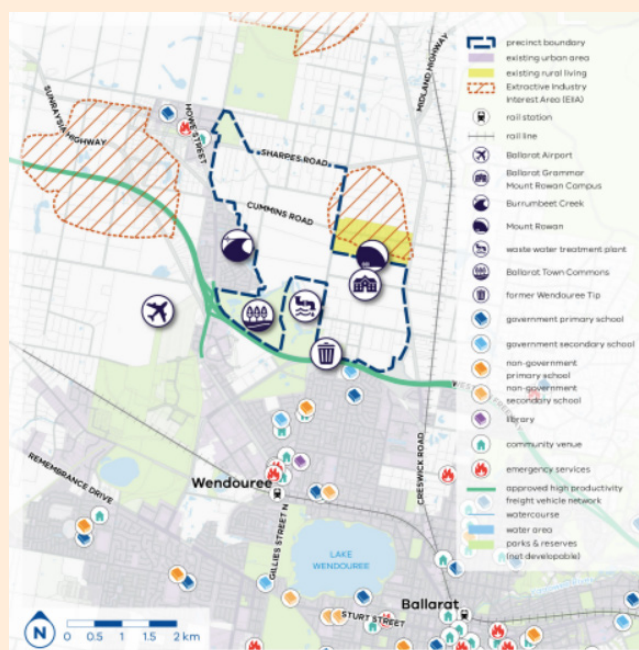 MIDLAND HIGHWAY
SUNRAYSIA HIGHWAY
HOWE STREET
SHARPES ROAD
CUMMINS ROAD
REMEMBRANCE DRIVE
Wendouree
GILLIES STREET N
CRESWICK ROAD
LAKE
WENDOUREE
STURT STREET
Ballarat
N
0 0.5 1 1.5 2 km
precinct boundary
existing urban area
existing rural living
Extractive Industry
Interest Area (EIIA)
rail station
rail line
Ballarat Airport
Ballarat Grammar
Mount Rowan Campus
Burrumbeet Creek
Mount Rowan
waste water treatment plant
Ballarat Town Commons
former Wendouree Tip
government primary school
government secondary school
non-government
primary school
non-government
secondary school
library
community venue
emergency services
approved high productivity
freight vehicle network
watercourse
water area
parks & reserves
(not developable)